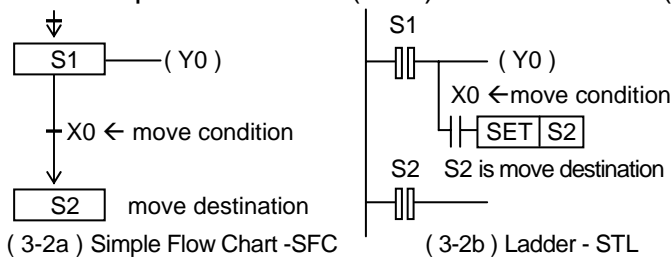 S1
( Y0 )
X0 ← move condition
S2
move destination
( 3-2a ) Simple Flow Chart -SFC
S1
( Y0 )
X0 ←move condition
SET S2
S2
S2 is move destination
( 3-2b ) Ladder - STL